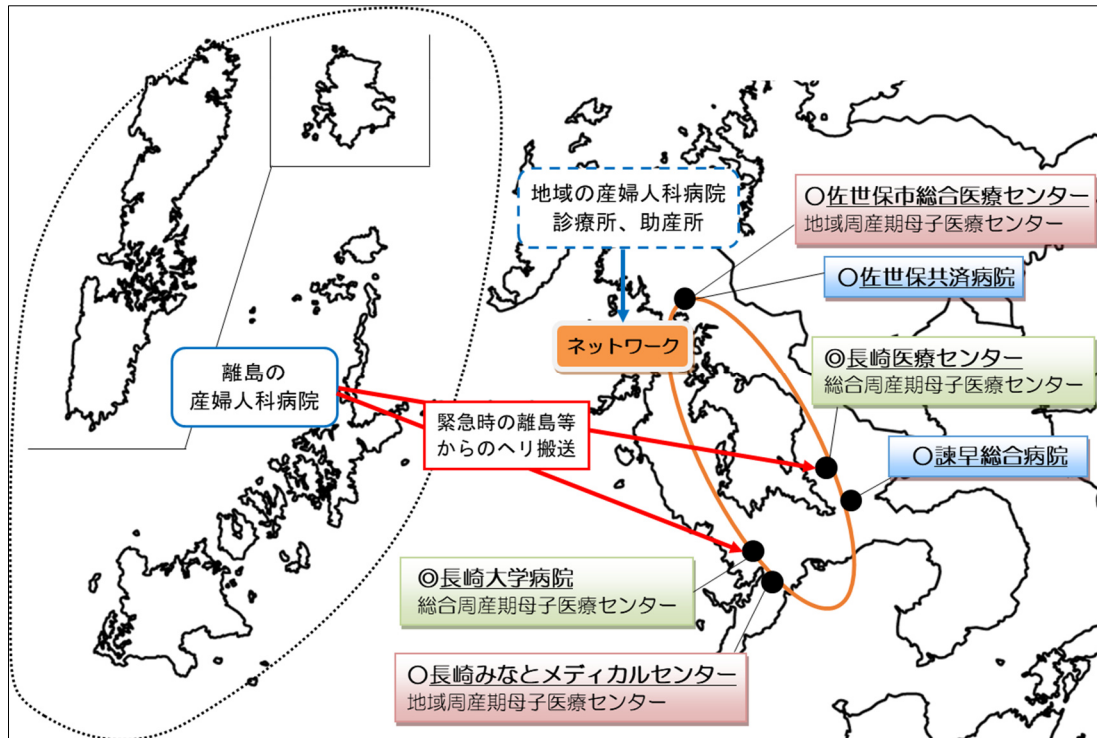 地域の産婦人科病院
診療所、助産所
〇佐世保市総合医療センター
地域周産期母子医療センター
〇佐世保共済病院
ネットワーク
◎長崎医療センター
総合周産期母子医療センター
離島の
産婦人科病院
緊急時の離島等
からのヘリ搬送
〇諫早総合病院
◎長崎大学病院
総合周産期母子医療センター
〇長崎みなとメディカルセンター
地域周産期母子医療センター